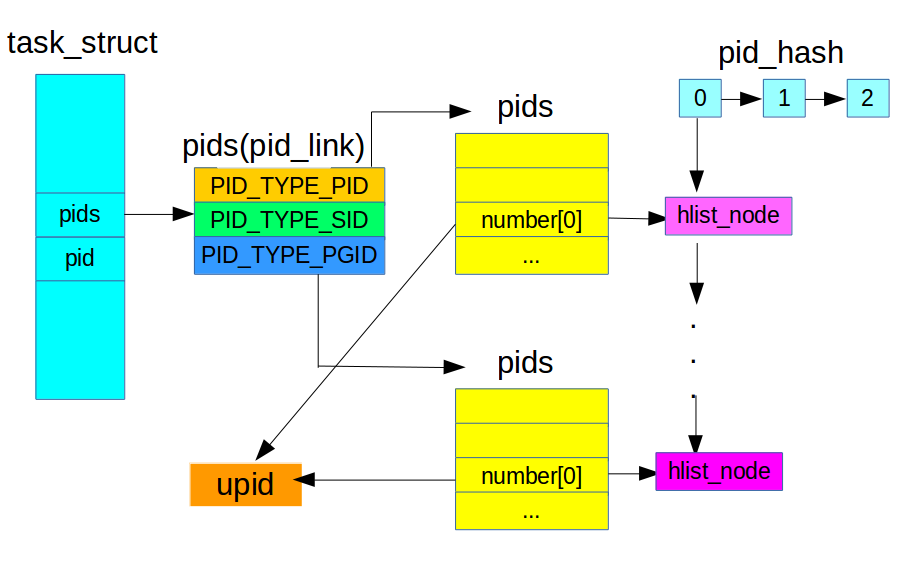 task_struct
pids
pid
pids(pid_link)
PID_TYPE_PID
PID_TYPE_SID
PID_TYPE_PGID
pids
number[0]
...
pid_hash
0
1
2
hlist_node
.
.
.
pids
number[0]
...
hlist_node
upid